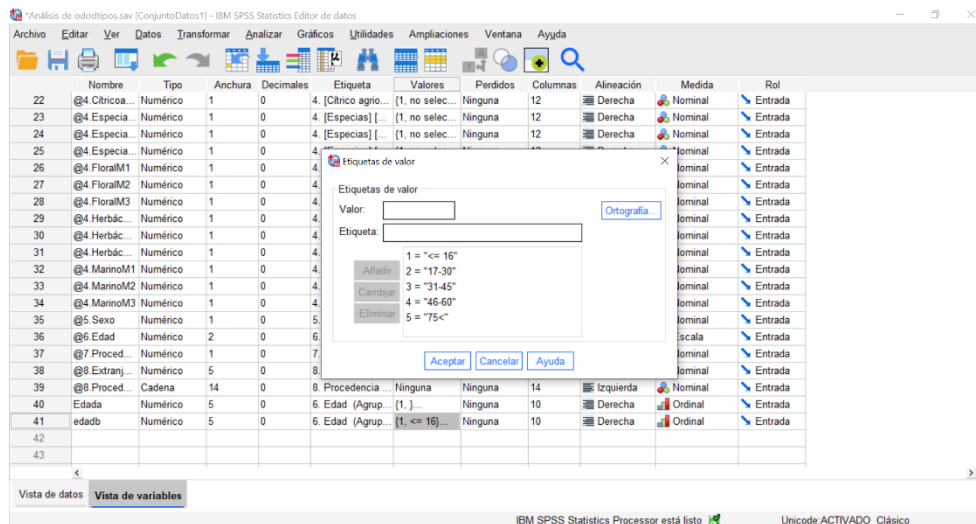 *Análisis de ododtipos.sav [ConjuntoDatos1] - IBM SPSS Statistics Editor de datos
Archivo Editar Ver Datos Transformar Analizar Gráficos Utilidades Ampliaciones Ventana Ayuda
Nombre Tipo Anchura Decimales Etiqueta Valores Perdidos Columnas Alineación Medida Rol
22 @4.Cítricoa... Numérico 1 0 4. [Cítrico agrio... {1, no selec... Ninguna 12 Derecha Nominal Entrada
23 @4.Especia... Numérico 1 0 4. [Especias] [... {1, no selec... Ninguna 12 Derecha Nominal Entrada
24 @4.Especia... Numérico 1 0 4. [Especias] [... {1, no selec... Ninguna 12 Derecha Nominal Entrada
25 @4.Especia... Numérico 1 0 4. Nominal Entrada
26 @4.FloralM1 Numérico 1 0 4. Nominal Entrada
27 @4.FloralM2 Numérico 1 0 4. Nominal Entrada
28 @4.FloralM3 Numérico 1 0 4. Nominal Entrada
29 @4.Herbác... Numérico 1 0 4. Nominal Entrada
30 @4.Herbác... Numérico 1 0 4. Nominal Entrada
31 @4.Herbác... Numérico 1 0 4. Nominal Entrada
32 @4.MarinoM1 Numérico 1 0 4. Nominal Entrada
33 @4.MarinoM2 Numérico 1 0 4. Nominal Entrada
34 @4.MarinoM3 Numérico 1 0 4. Nominal Entrada
35 @5.Sexo Numérico 1 0 5. Nominal Entrada
36 @6.Edad Numérico 2 0 6. Escala Entrada
37 @7.Proced... Numérico 1 0 7. Nominal Entrada
38 @8.Extranj... Numérico 5 0 8. Nominal Entrada
39 @8.Proced... Cadena 14 0 8. Procedencia ... Ninguna Ninguna 14 Izquierda Nominal Entrada
40 Edada Numérico 5 0 6. Edad (Agrup... {1, }... Ninguna 10 Derecha Ordinal Entrada
41 edadb Numérico 5 0 6. Edad (Agrup... {1, <= 16}... Ninguna 10 Derecha Ordinal Entrada
42
43
Etiquetas de valor
Etiquetas de valor
Valor:
Ortografía...
Etiqueta:
1 = "<= 16"
Añadir 2 = "17-30"
Cambiar 3 = "31-45"
4 = "46-60"
Eliminar 5 = "75<"
Aceptar Cancelar Ayuda
Vista de datos Vista de variables
IBM SPSS Statistics Processor está listo Unicode:ACTIVADO Clásico